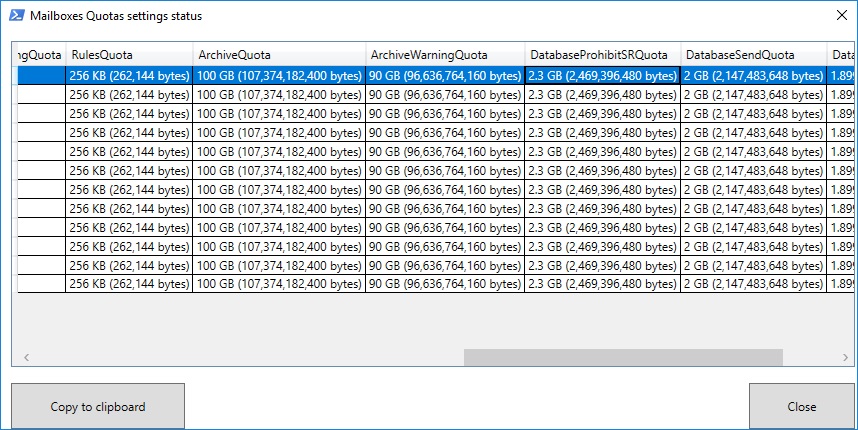 Mailboxes Quotas settings status
ngQuota RulesQuota ArchiveQuota ArchiveWarningQuota DatabaseProhibitSRQuota DatabaseSendQuota Data
256 KB (262,144 bytes) 100 GB (107,374,182,400 bytes) 90 GB (96,636,764,160 bytes) 2.3 GB (2,469,396,480 bytes) 2 GB (2,147,483,648 bytes) 1.899
256 KB (262,144 bytes) 100 GB (107,374,182,400 bytes) 90 GB (96,636,764,160 bytes) 2.3 GB (2,469,396,480 bytes) 2 GB (2,147,483,648 bytes) 1.899
256 KB (262,144 bytes) 100 GB (107,374,182,400 bytes) 90 GB (96,636,764,160 bytes) 2.3 GB (2,469,396,480 bytes) 2 GB (2,147,483,648 bytes) 1.899
256 KB (262,144 bytes) 100 GB (107,374,182,400 bytes) 90 GB (96,636,764,160 bytes) 2.3 GB (2,469,396,480 bytes) 2 GB (2,147,483,648 bytes) 1.899
256 KB (262,144 bytes) 100 GB (107,374,182,400 bytes) 90 GB (96,636,764,160 bytes) 2.3 GB (2,469,396,480 bytes) 2 GB (2,147,483,648 bytes) 1.899
256 KB (262,144 bytes) 100 GB (107,374,182,400 bytes) 90 GB (96,636,764,160 bytes) 2.3 GB (2,469,396,480 bytes) 2 GB (2,147,483,648 bytes) 1.899
256 KB (262,144 bytes) 100 GB (107,374,182,400 bytes) 90 GB (96,636,764,160 bytes) 2.3 GB (2,469,396,480 bytes) 2 GB (2,147,483,648 bytes) 1.899
256 KB (262,144 bytes) 100 GB (107,374,182,400 bytes) 90 GB (96,636,764,160 bytes) 2.3 GB (2,469,396,480 bytes) 2 GB (2,147,483,648 bytes) 1.899
256 KB (262,144 bytes) 100 GB (107,374,182,400 bytes) 90 GB (96,636,764,160 bytes) 2.3 GB (2,469,396,480 bytes) 2 GB (2,147,483,648 bytes) 1.899
256 KB (262,144 bytes) 100 GB (107,374,182,400 bytes) 90 GB (96,636,764,160 bytes) 2.3 GB (2,469,396,480 bytes) 2 GB (2,147,483,648 bytes) 1.899
256 KB (262,144 bytes) 100 GB (107,374,182,400 bytes) 90 GB (96,636,764,160 bytes) 2.3 GB (2,469,396,480 bytes) 2 GB (2,147,483,648 bytes) 1.899
256 KB (262,144 bytes) 100 GB (107,374,182,400 bytes) 90 GB (96,636,764,160 bytes) 2.3 GB (2,469,396,480 bytes) 2 GB (2,147,483,648 bytes) 1.899
Copy to clipboard Close